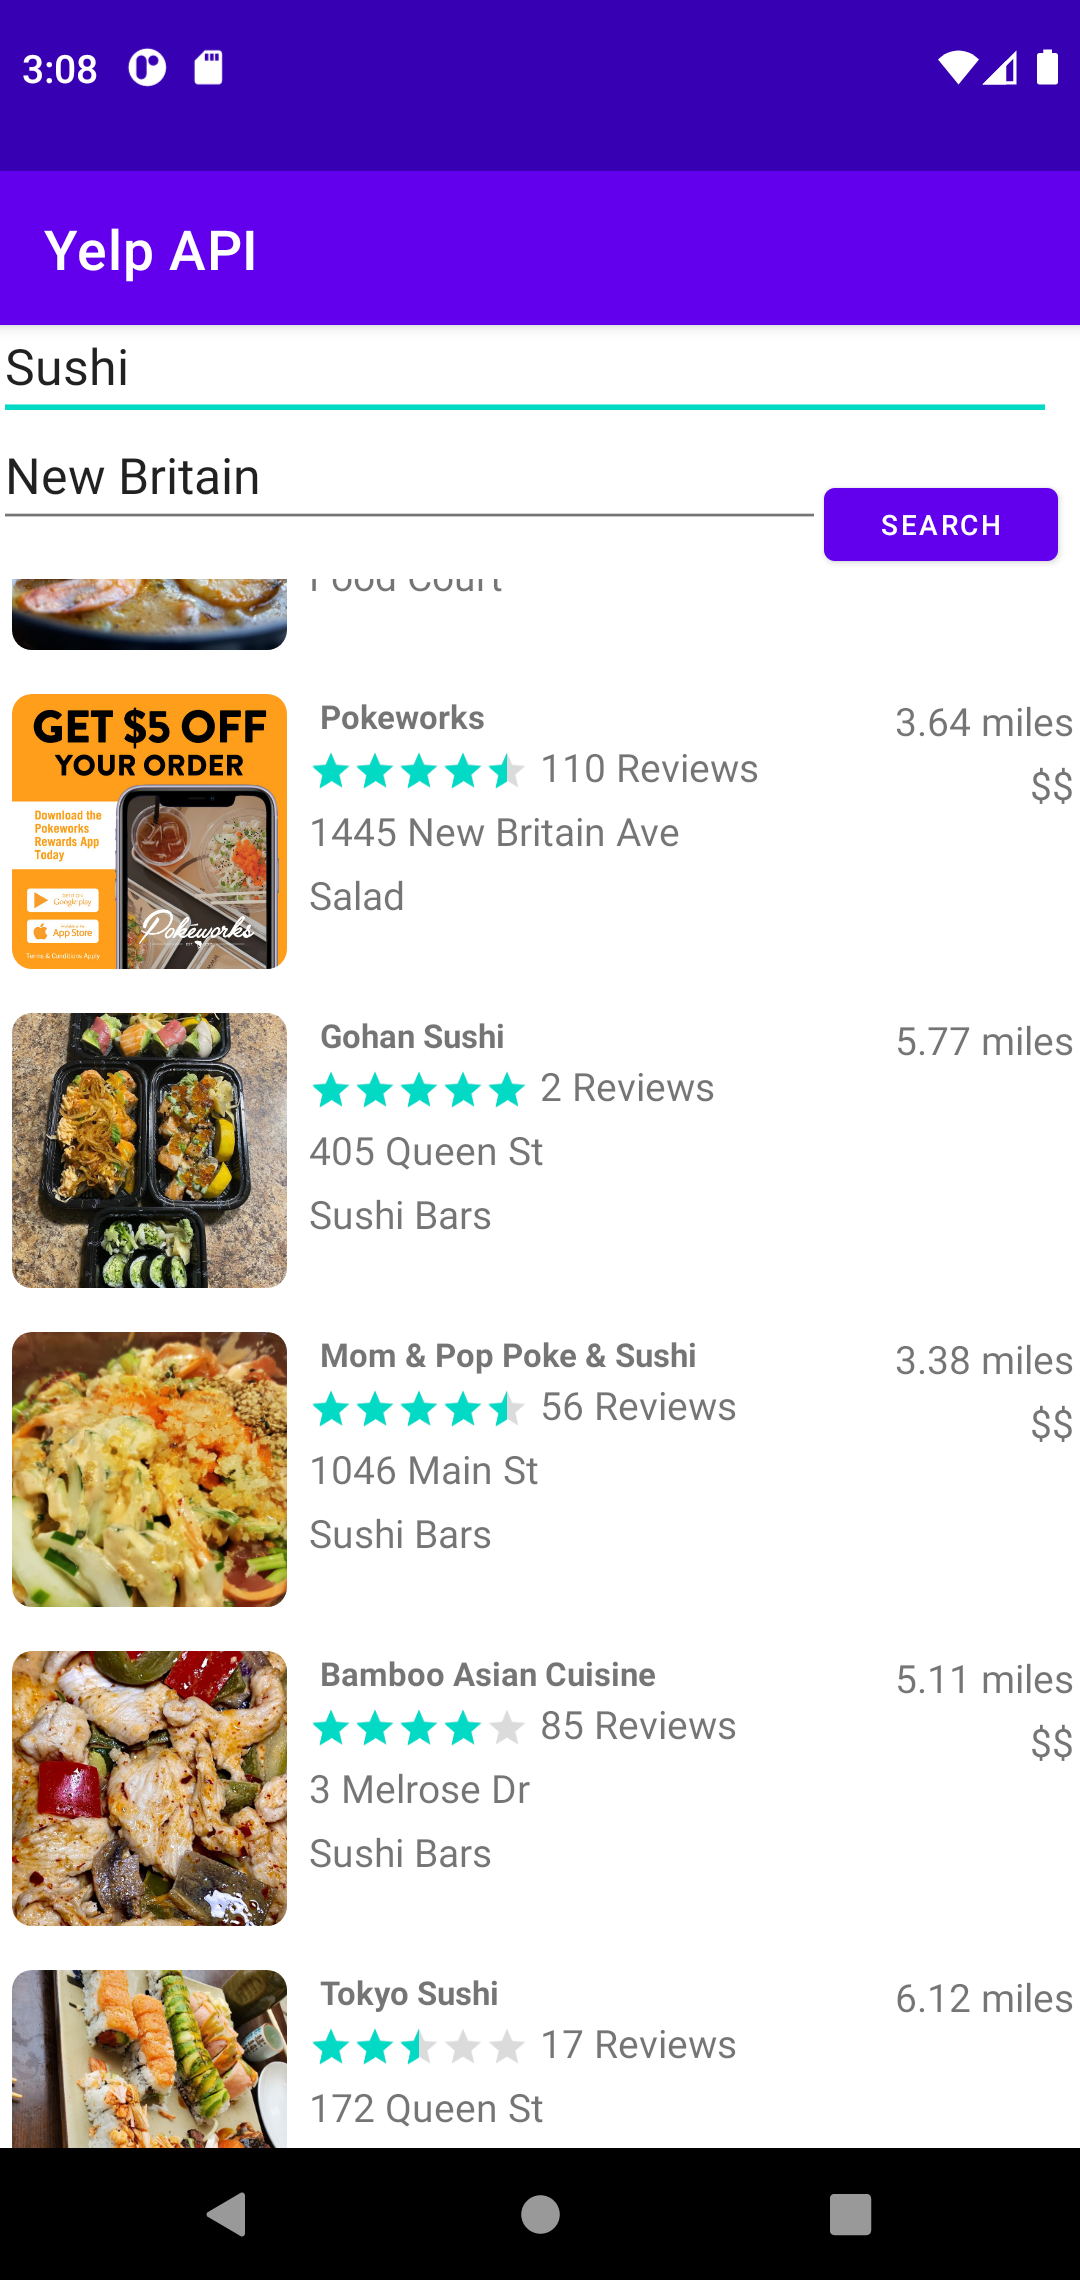 3:08
Yelp API
Sushi
New Britain
SEARCH
Food Court
GET $5 OFF
YOUR ORDER
Download the
Pokeworks
Rewards App
Today
Google play
App Store
Terms & Conditions Apply
Pokéworks
Pokeworks
3.64 miles
110 Reviews
$$
1445 New Britain Ave
Salad
Gohan Sushi
5.77 miles
2 Reviews
405 Queen St
Sushi Bars
Mom & Pop Poke & Sushi
3.38 miles
56 Reviews
$$
1046 Main St
Sushi Bars
Bamboo Asian Cuisine
5.11 miles
85 Reviews
$$
3 Melrose Dr
Sushi Bars
Tokyo Sushi
6.12 miles
17 Reviews
172 Queen St